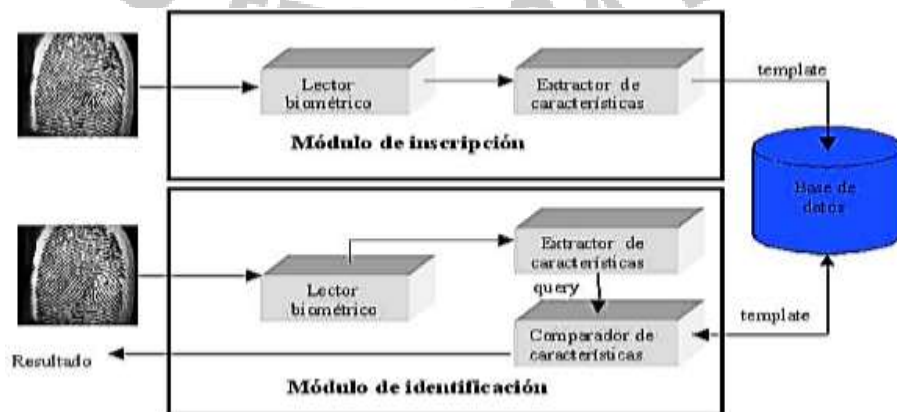 Lector
biométrico
Extractor de
características
template
Módulo de inscripción
Base de
datos
Extractor de
características
Lector
biométrico
query
Comparador de
características
template
Resultado
Módulo de identificación